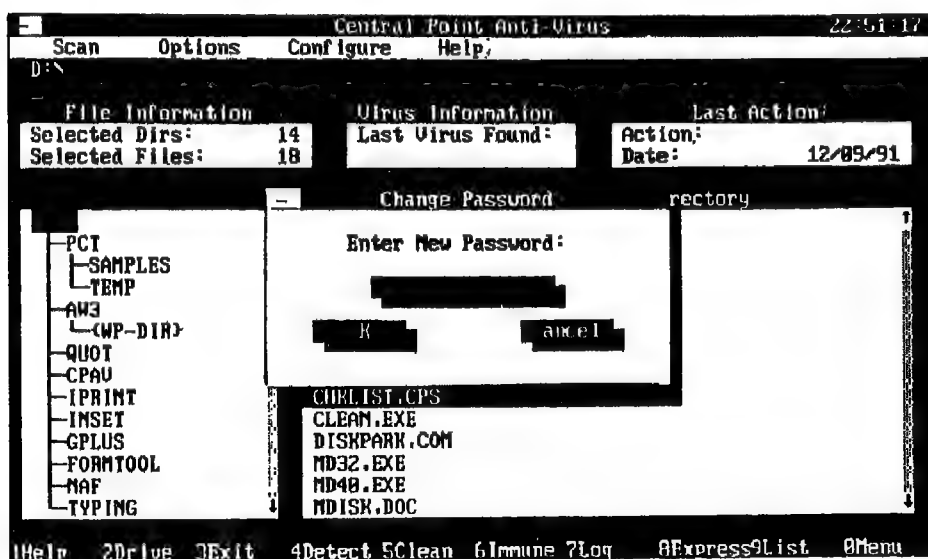 Central Point Anti-Virus 22:51:17
Scan Options Configure Help
D:\
File Information
Virus Information
Last Action
Selected Dirs: 14
Selected Files: 18
Last Virus Found:
Action:
Date: 12/09/91
Change Password
rectory
Enter New Password:
K
ancel
PCT
SAMPLES
TEMP
AW3
{WP-DIR}
QUOT
CPAV
IPRINT
INSET
GPLUS
FORMTOOL
NAF
TYPING
CHKLIST.CPS
CLEAN.EXE
DISKPARK.COM
MD32.EXE
MD40.EXE
MDISK.DOC
1Help 2Drive 3Exit 4Detect 5Clean 6Immune 7Log 8Express 9List 0Menu